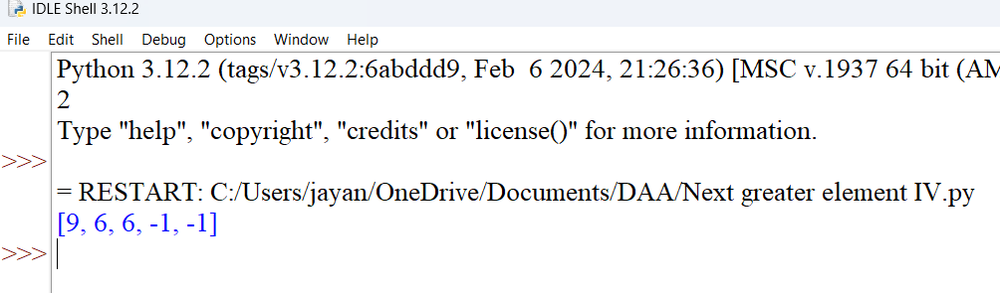 IDLE Shell 3.12.2
File Edit Shell Debug Options Window Help
Python 3.12.2 (tags/v3.12.2:6abddd9, Feb 6 2024, 21:26:36) [MSC v.1937 64 bit (AM
2
Type "help", "copyright", "credits" or "license()" for more information.
>>>
= RESTART: C:/Users/jayan/OneDrive/Documents/DAA/Next greater element IV.py
[9, 6, 6, -1, -1]
>>>